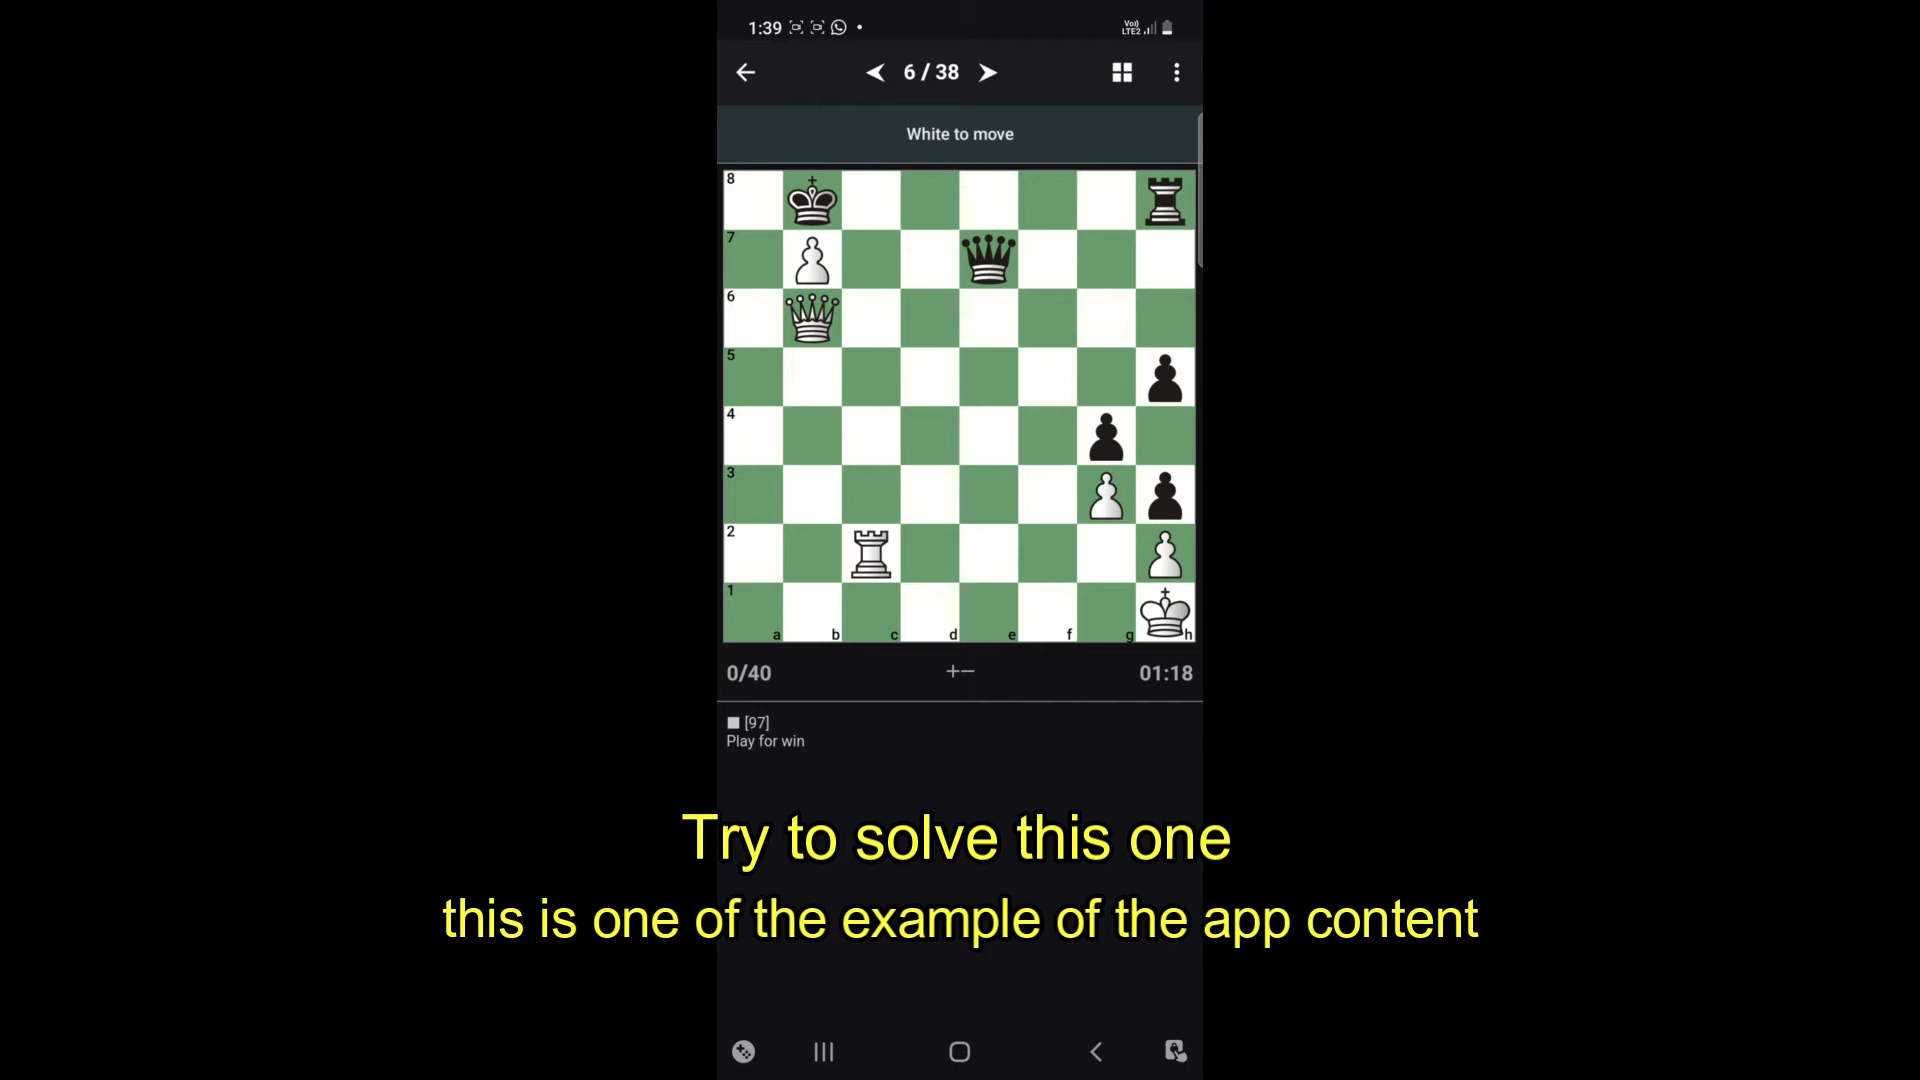 1:39 Vo)) LTE2
6 / 38
White to move
8
7
6
5
4
3
2
1
a b c d e f g h
0/40 +− 01:18
[97]
Play for win
Try to solve this one
this is one of the example of the app content